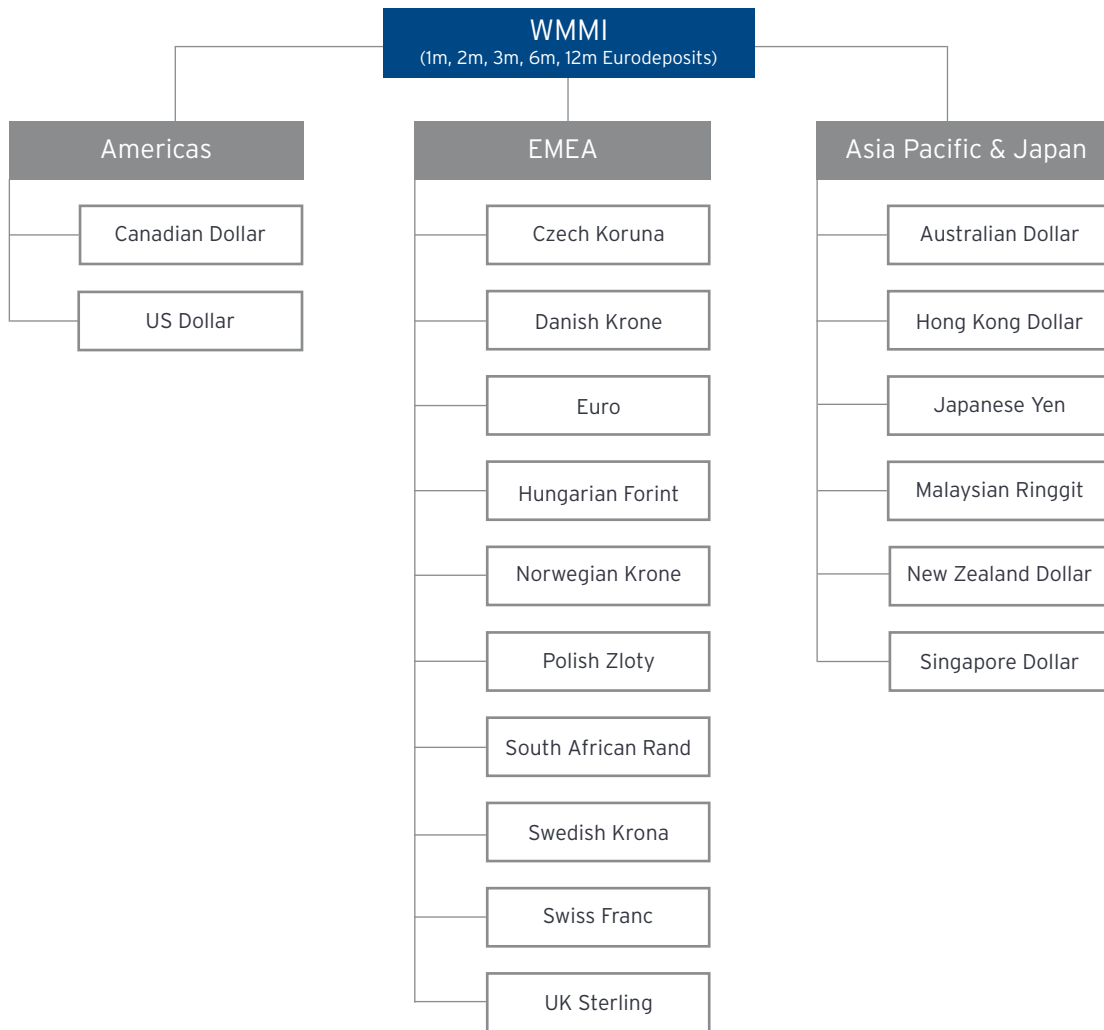 WMMI
(1m, 2m, 3m, 6m, 12m Eurodeposits)
Americas
Canadian Dollar
US Dollar
EMEA
Czech Koruna
Danish Krone
Euro
Hungarian Forint
Norwegian Krone
Polish Zloty
South African Rand
Swedish Krona
Swiss Franc
UK Sterling
Asia Pacific & Japan
Australian Dollar
Hong Kong Dollar
Japanese Yen
Malaysian Ringgit
New Zealand Dollar
Singapore Dollar